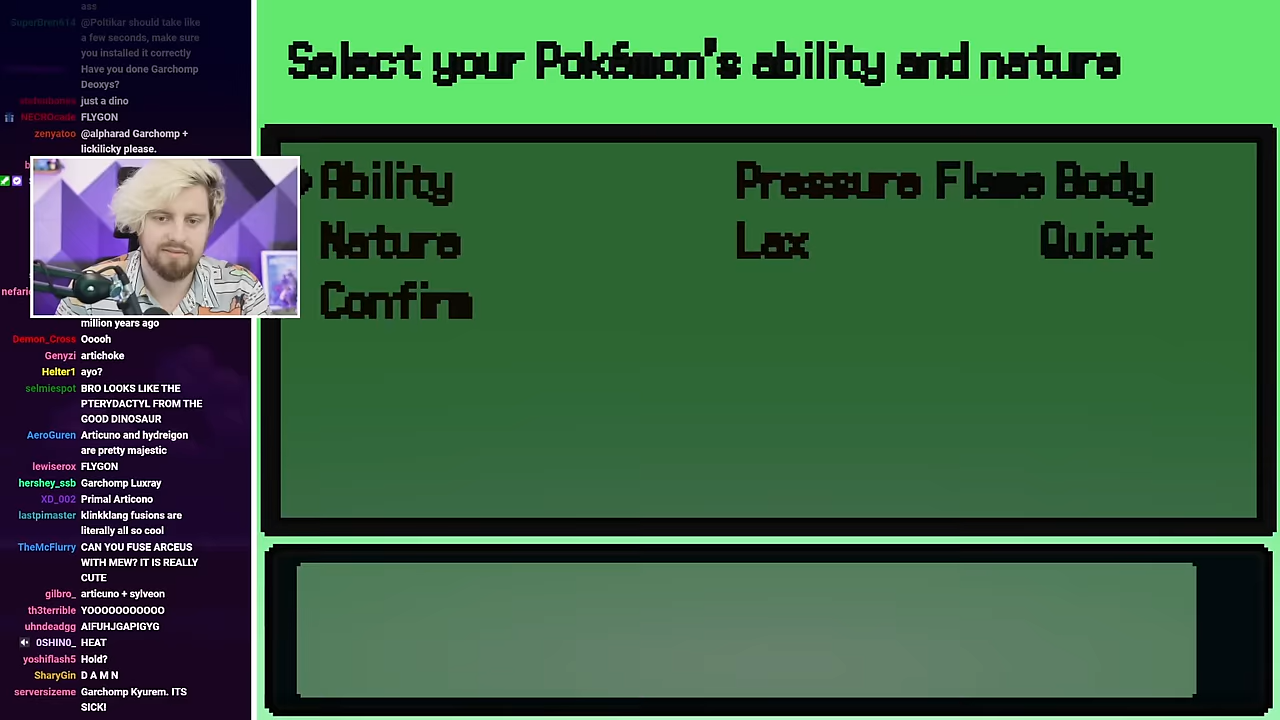 ass
SuperBren614 @Poltikar should take like
a few seconds, make sure
you installed it correctly
Have you done Garchomp
Deoxys?
just a dino
NECROcade FLYGON
zenyatoo @alpharad Garchomp +
lickilicky please.
million years ago
Demon_Cross Ooooh
Genyzi artichoke
Helter1 ayo?
selmiespot BRO LOOKS LIKE THE
PTERYDACTYL FROM THE
GOOD DINOSAUR
AeroGuren Articuno and hydreigon
are pretty majestic
lewiserox FLYGON
hershey_ssb Garchomp Luxray
XD_002 Primal Articono
lastpimaster klinkklang fusions are
literally all so cool
TheMcFlurry CAN YOU FUSE ARCEUS
WITH MEW? IT IS REALLY
CUTE
gilbro_ articuno + sylveon
th3terrible YOOOOOOOOOO
uhndeadgg AIFUHJGAPIGYG
0SHIN0_ HEAT
yoshiflash5 Hold?
SharyGin D A M N
serversizeme Garchomp Kyurem. ITS
SICK!
Select your Pokémon's ability and nature
Ability Pressure Flame Body
Nature Lax Quiet
Confirm